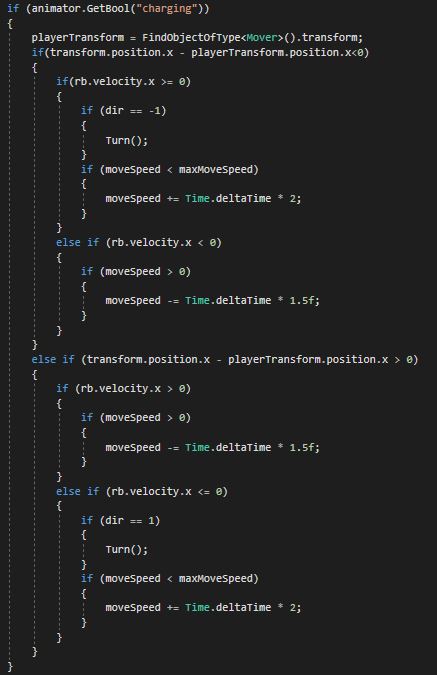 if (animator.GetBool("charging"))
{
    playerTransform = FindObjectOfType<Mover>().transform;
    if(transform.position.x - playerTransform.position.x<0)
    {
        if(rb.velocity.x >= 0)
        {
            if (dir == -1)
            {
                Turn();
            }
            if (moveSpeed < maxMoveSpeed)
            {
                moveSpeed += Time.deltaTime * 2;
            }
        }
        else if (rb.velocity.x < 0)
        {
            if (moveSpeed > 0)
            {
                moveSpeed -= Time.deltaTime * 1.5f;
            }
        }
    }
    else if (transform.position.x - playerTransform.position.x > 0)
    {
        if (rb.velocity.x > 0)
        {
            if (moveSpeed > 0)
            {
                moveSpeed -= Time.deltaTime * 1.5f;
            }
        }
        else if (rb.velocity.x <= 0)
        {
            if (dir == 1)
            {
                Turn();
            }
            if (moveSpeed < maxMoveSpeed)
            {
                moveSpeed += Time.deltaTime * 2;
            }
        }
    }
}